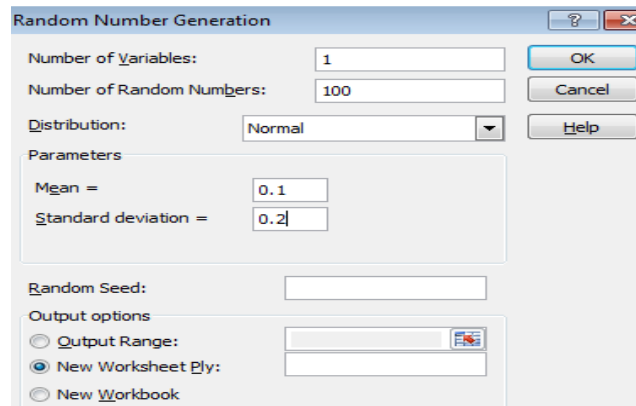 Random Number Generation
Number of Variables: 1
Number of Random Numbers: 100
Distribution: Normal
Parameters
Mean = 0.1
Standard deviation = 0.2
Random Seed:
Output options
Output Range:
New Worksheet Ply:
New Workbook
?
OK
Cancel
Help